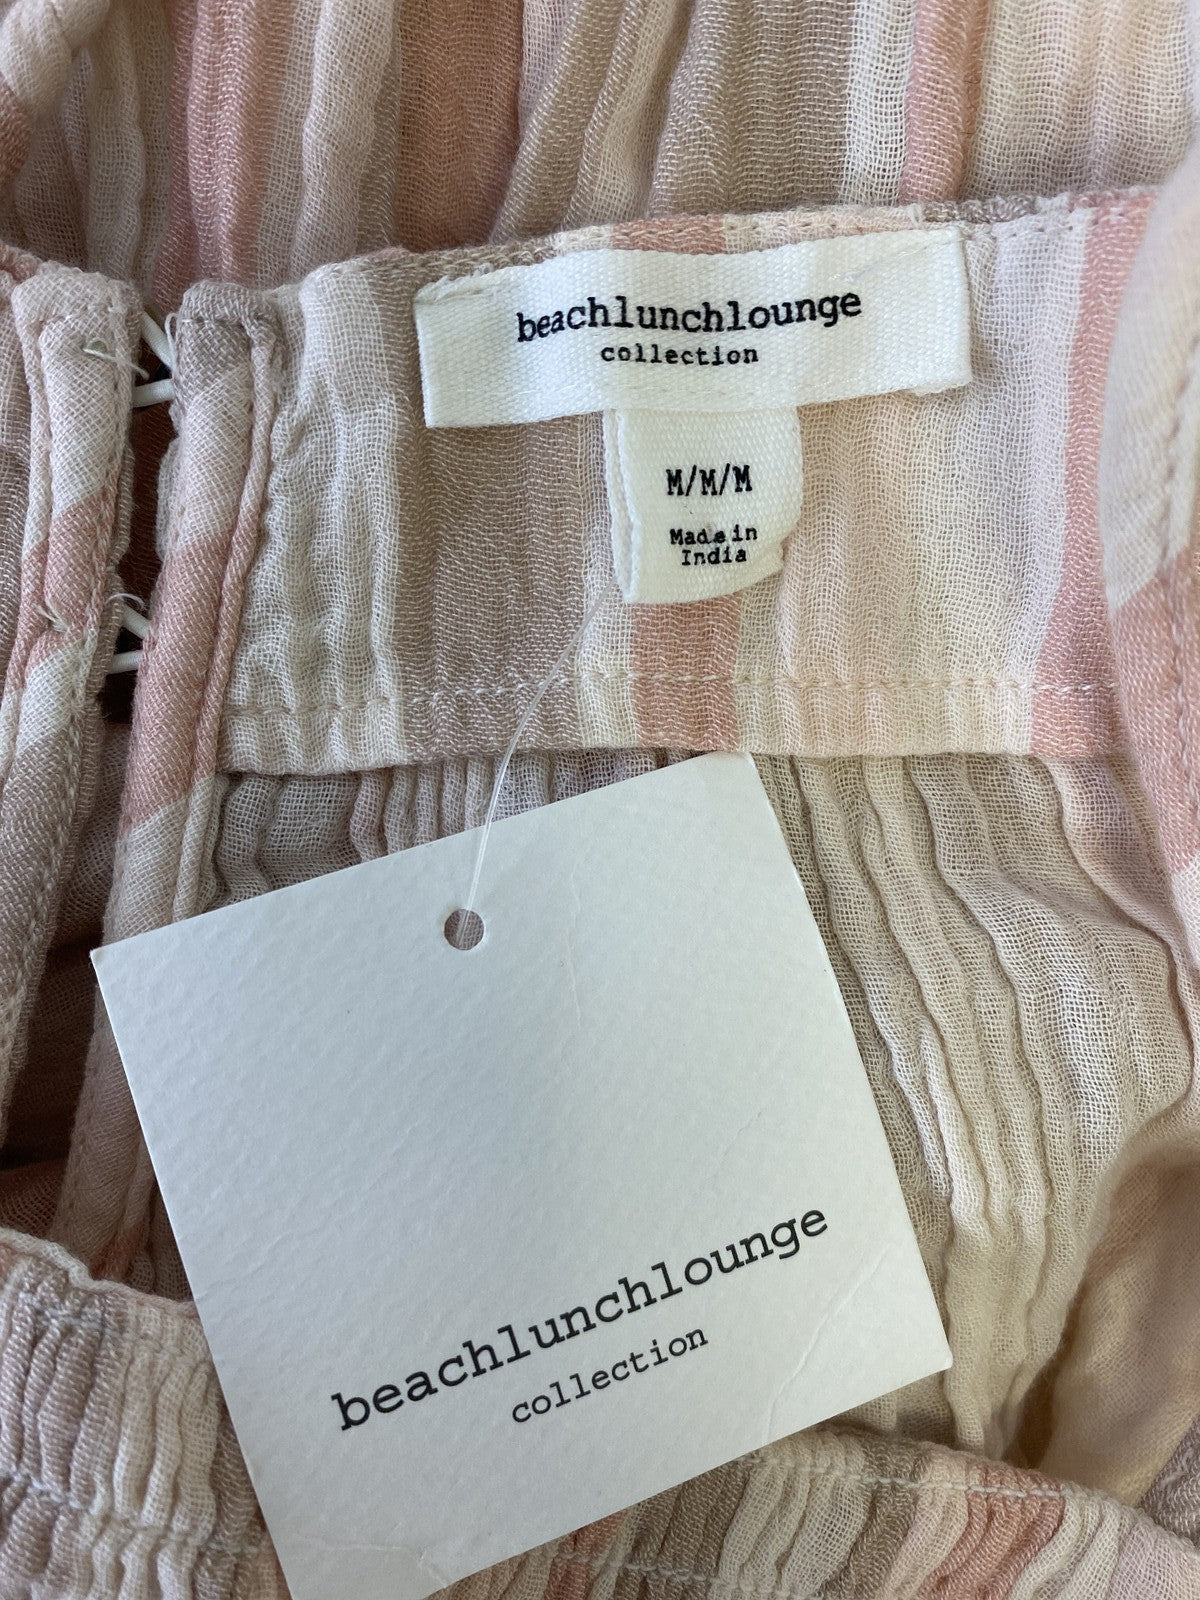 beachlunchlounge
collection
M/M/M
Made in
India
beachlunchlounge
collection